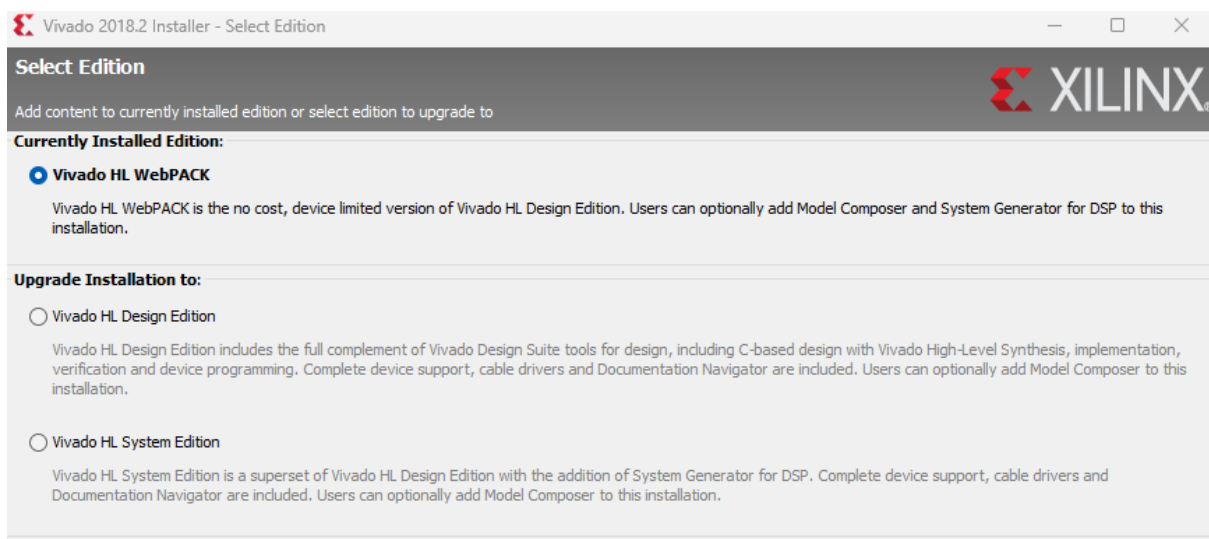 Vivado 2018.2 Installer - Select Edition
Select Edition
XILINX
Add content to currently installed edition or select edition to upgrade to
Currently Installed Edition:
Vivado HL WebPACK
Vivado HL WebPACK is the no cost, device limited version of Vivado HL Design Edition. Users can optionally add Model Composer and System Generator for DSP to this
installation.
Upgrade Installation to:
Vivado HL Design Edition
Vivado HL Design Edition includes the full complement of Vivado Design Suite tools for design, including C-based design with Vivado High-Level Synthesis, implementation,
verification and device programming. Complete device support, cable drivers and Documentation Navigator are included. Users can optionally add Model Composer to this
installation.
Vivado HL System Edition
Vivado HL System Edition is a superset of Vivado HL Design Edition with the addition of System Generator for DSP. Complete device support, cable drivers and
Documentation Navigator are included. Users can optionally add Model Composer to this installation.